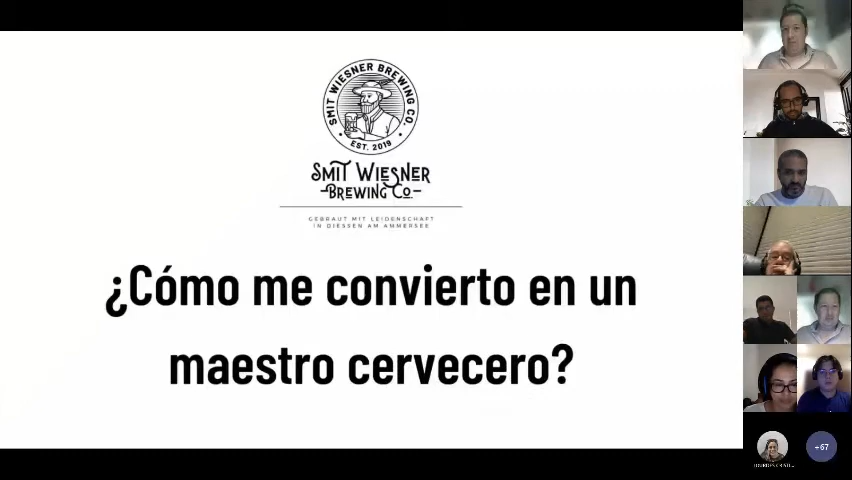 SMIT WIESNER BREWING CO.
EST. 2019
SMIT WIESNER
BREWING CO.
GEBRAUT MIT LEIDENSCHAFT
IN DIESSEN AM AMMERSEE
¿Cómo me convierto en un
maestro cervecero?
+67